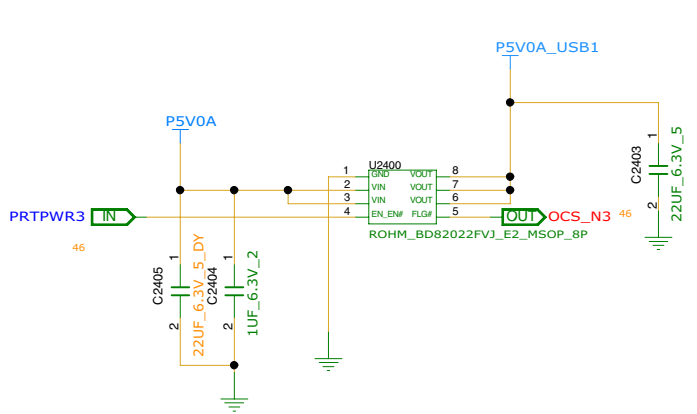 P5V0A_USB1
P5V0A
U2400
1 GND VOUT 8
2 VIN VOUT 7
3 VIN VOUT 6
4 EN_EN# FLG# 5
ROHM_BD82022FVJ_E2_MSOP_8P
PRTPWR3 IN
46
OUT OCS_N3 46
1
C2403
2
22UF_6.3V_5
1
C2405
2
22UF_6.3V_5_DY
1
C2404
2
1UF_6.3V_2